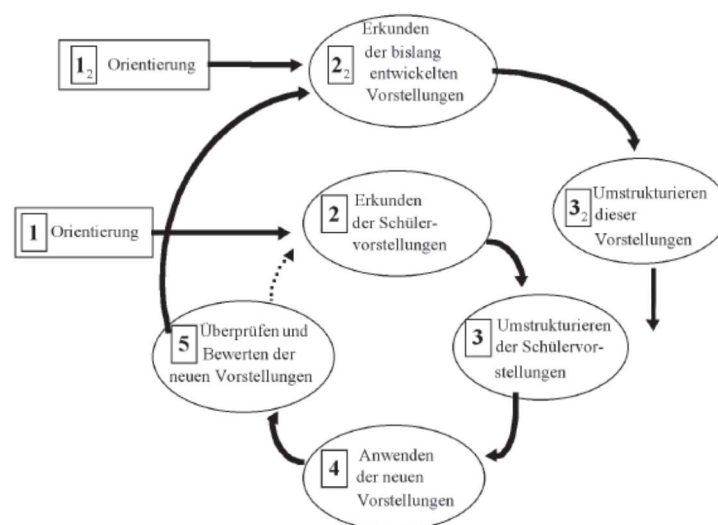 1₂ Orientierung
2₂ Erkunden
der bislang
entwickelten
Vorstellungen
3₂ Umstrukturieren
dieser
Vorstellungen
1 Orientierung
2 Erkunden
der Schüler-
vorstellungen
3 Umstrukturieren
der Schülervor-
stellungen
4 Anwenden
der neuen
Vorstellungen
5 Überprüfen und
Bewerten der
neuen Vorstellungen